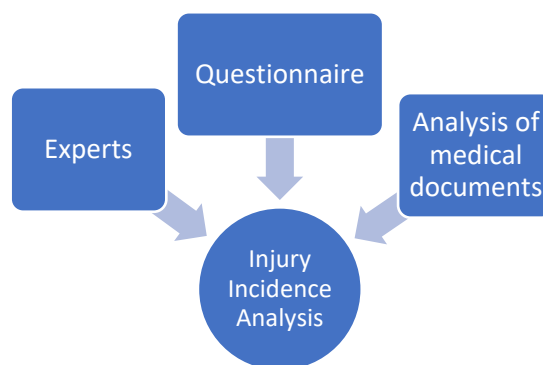 Questionnaire
Experts
Analysis of
medical
documents
Injury
Incidence
Analysis